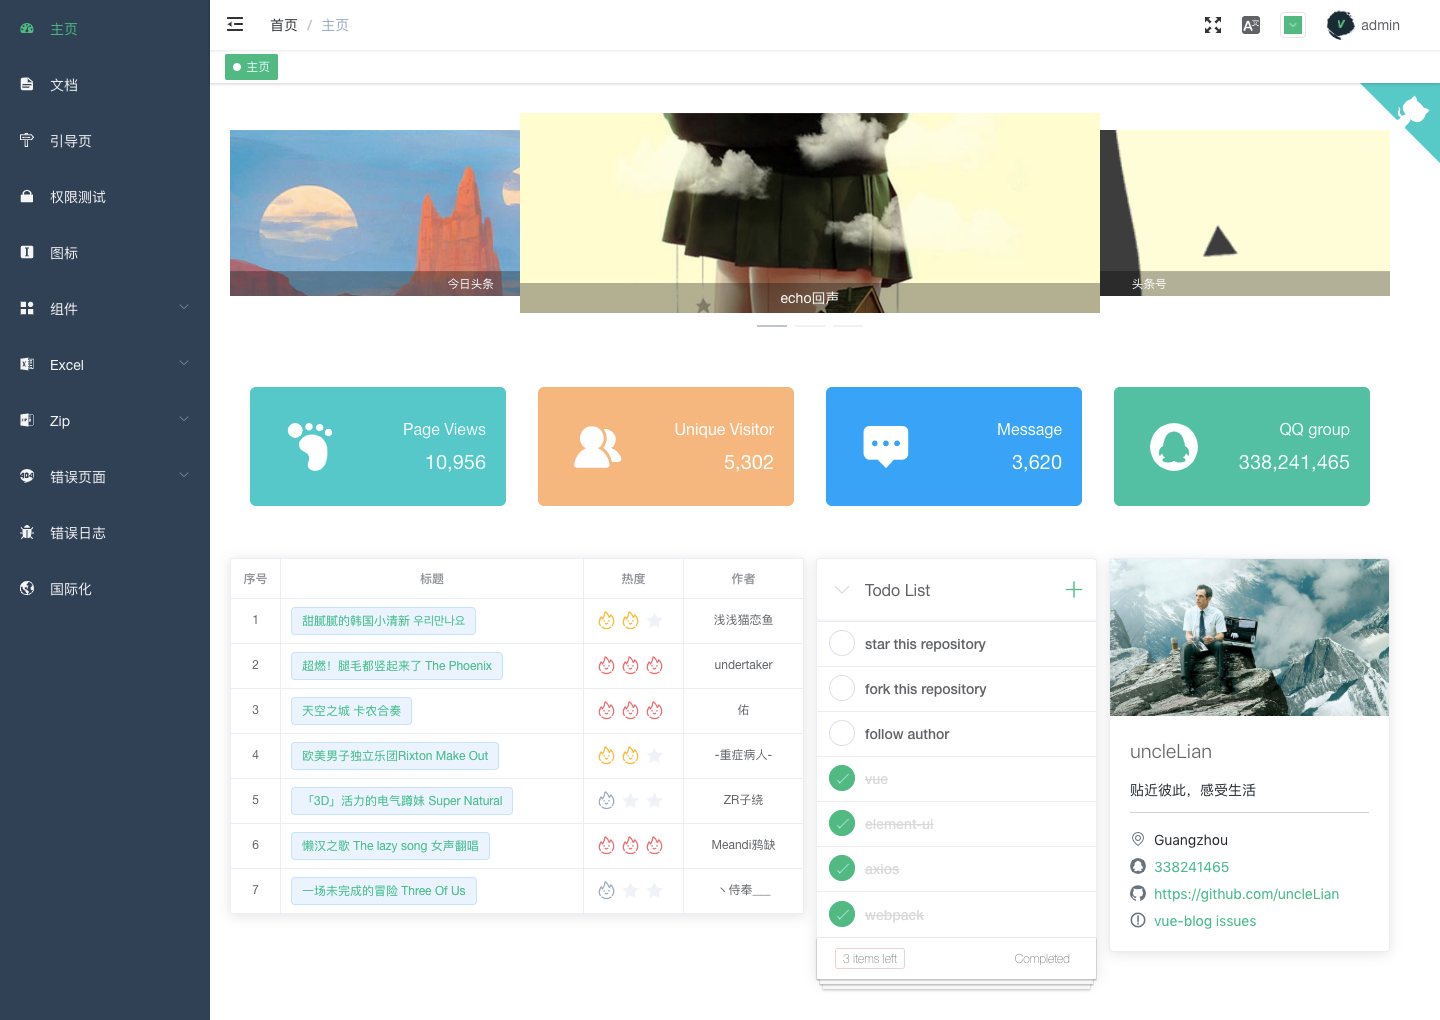 主页
文档
引导页
权限测试
图标
组件
Excel
Zip
错误页面
错误日志
国际化
首页 / 主页
admin
主页
今日头条
echo回声
头条号
Page Views
10,956
Unique Visitor
5,302
Message
3,620
QQ group
338,241,465
序号 标题 热度 作者
1 甜腻腻的韩国小清新 우리만나요 浅浅猫恋鱼
2 超燃！腿毛都竖起来了 The Phoenix undertaker
3 天空之城 卡农合奏 佑
4 欧美男子独立乐团Rixton Make Out -重症病人-
5 「3D」活力的电气蹲妹 Super Natural ZR子绕
6 懒汉之歌 The lazy song 女声翻唱 Meandi鸦缺
7 一场未完成的冒险 Three Of Us 丶侍奉___
Todo List
star this repository
fork this repository
follow author
vue
element-ui
axios
webpack
3 items left Completed
uncleLian
贴近彼此，感受生活
Guangzhou
338241465
https://github.com/uncleLian
vue-blog issues